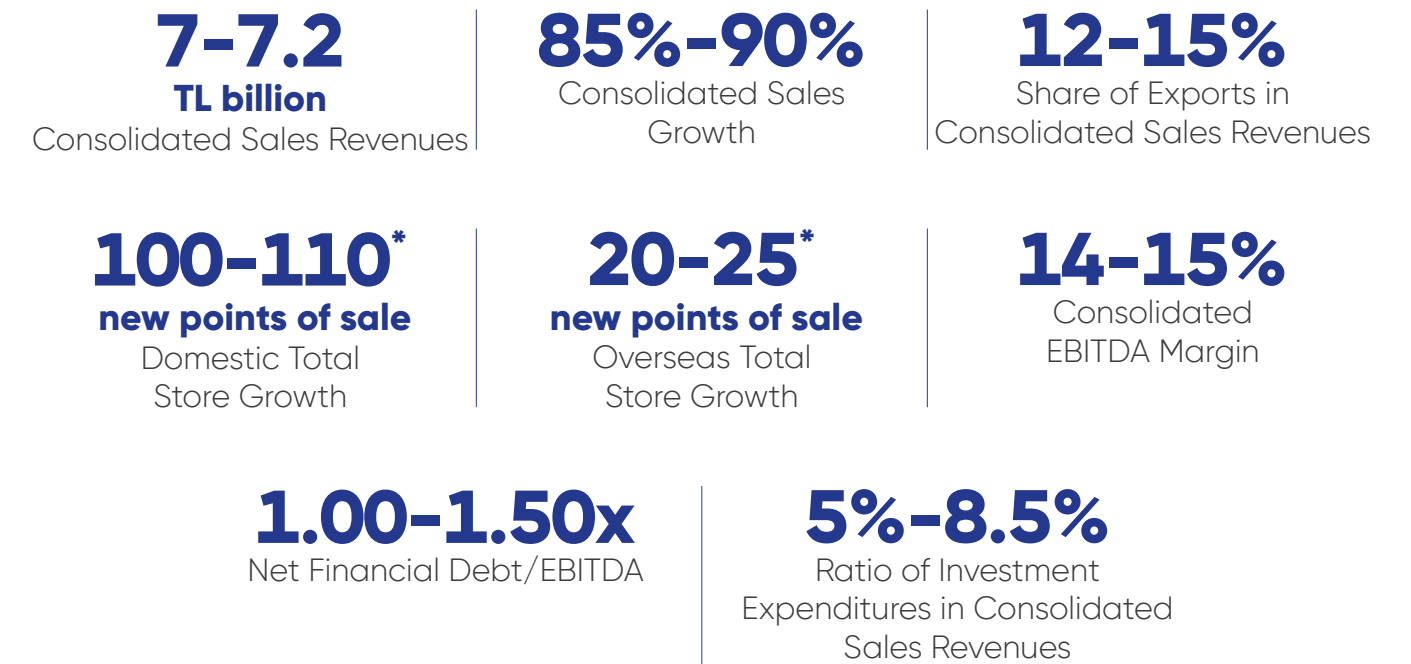 7-7.2
TL billion
Consolidated Sales Revenues
85%-90%
Consolidated Sales
Growth
12-15%
Share of Exports in
Consolidated Sales Revenues
100-110*
new points of sale
Domestic Total
Store Growth
20-25*
new points of sale
Overseas Total
Store Growth
14-15%
Consolidated
EBITDA Margin
1.00-1.50x
Net Financial Debt/EBITDA
5%-8.5%
Ratio of Investment
Expenditures in Consolidated
Sales Revenues